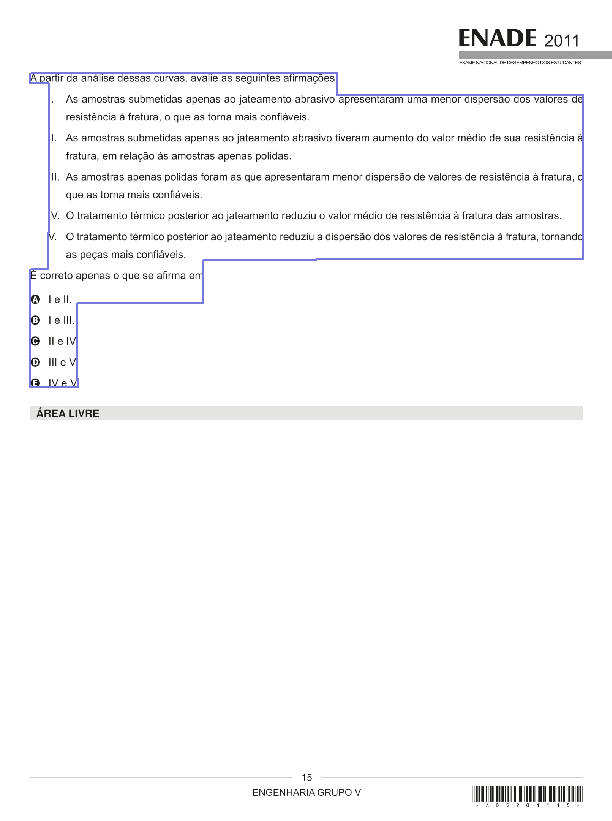 ENADE 2011
EXAME NACIONAL DE DESEMPENHO DOS ESTUDANTES
A partir da análise dessas curvas, avalie as seguintes afirmações
I. As amostras submetidas apenas ao jateamento abrasivo apresentaram uma menor dispersão dos valores de
resistência à fratura, o que as torna mais confiáveis.
II. As amostras submetidas apenas ao jateamento abrasivo tiveram aumento do valor médio de sua resistência à
fratura, em relação às amostras apenas polidas.
III. As amostras apenas polidas foram as que apresentaram menor dispersão de valores de resistência à fratura, o
que as torna mais confiáveis.
IV. O tratamento térmico posterior ao jateamento reduziu o valor médio de resistência à fratura das amostras.
V. O tratamento térmico posterior ao jateamento reduziu a dispersão dos valores de resistência à fratura, tornando
as peças mais confiáveis.
É correto apenas o que se afirma em
A I e II.
B I e III.
C II e IV
D III e V
E IV e V
ÁREA LIVRE
15
ENGENHARIA GRUPO V